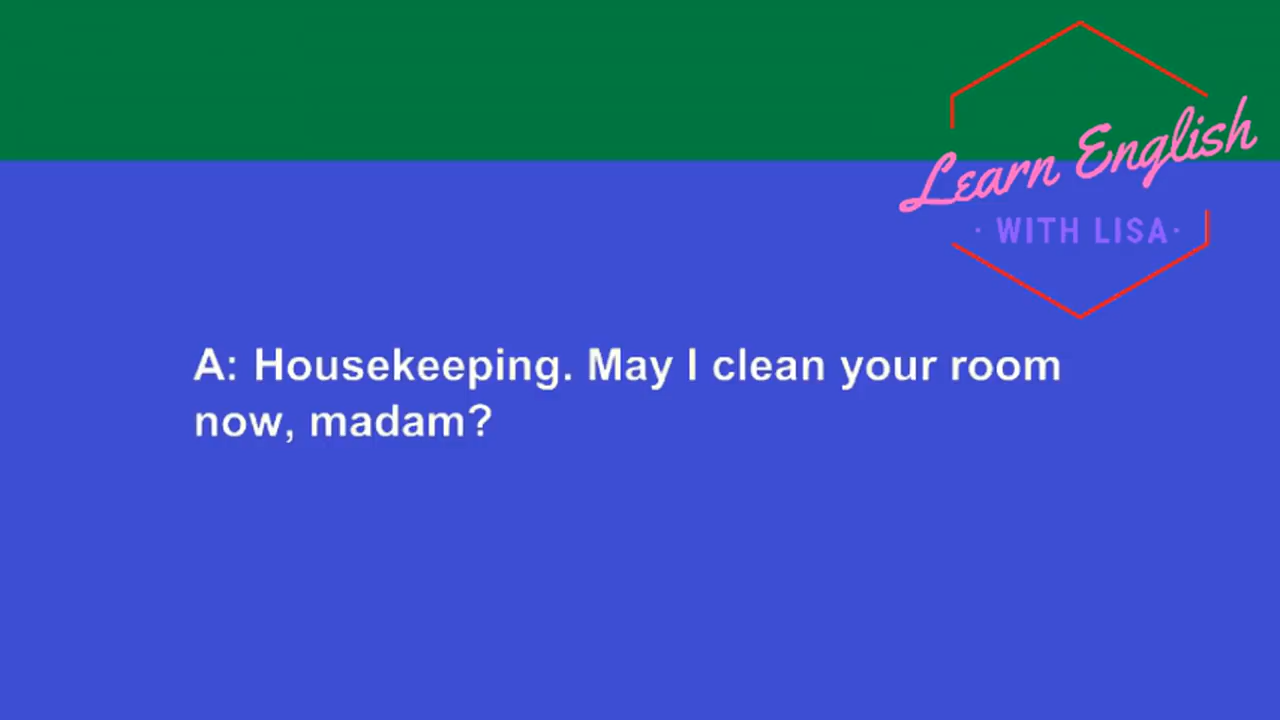 Learn English
· WITH LISA·
A: Housekeeping. May I clean your room
now, madam?